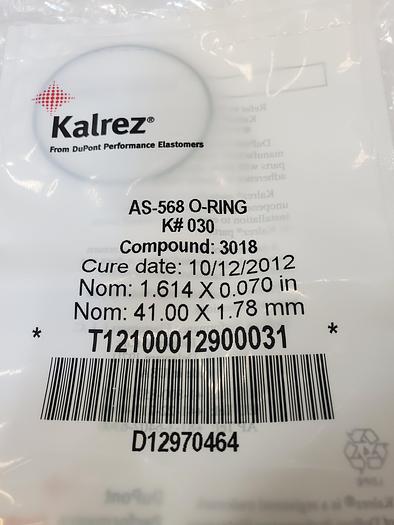 Kalrez®
From DuPont Performance Elastomers
AS-568 O-RING
K# 030
Compound: 3018
Cure date: 10/12/2012
Nom: 1.614 X 0.070 in
Nom: 41.00 X 1.78 mm
* T12100012900031 *
D12970464